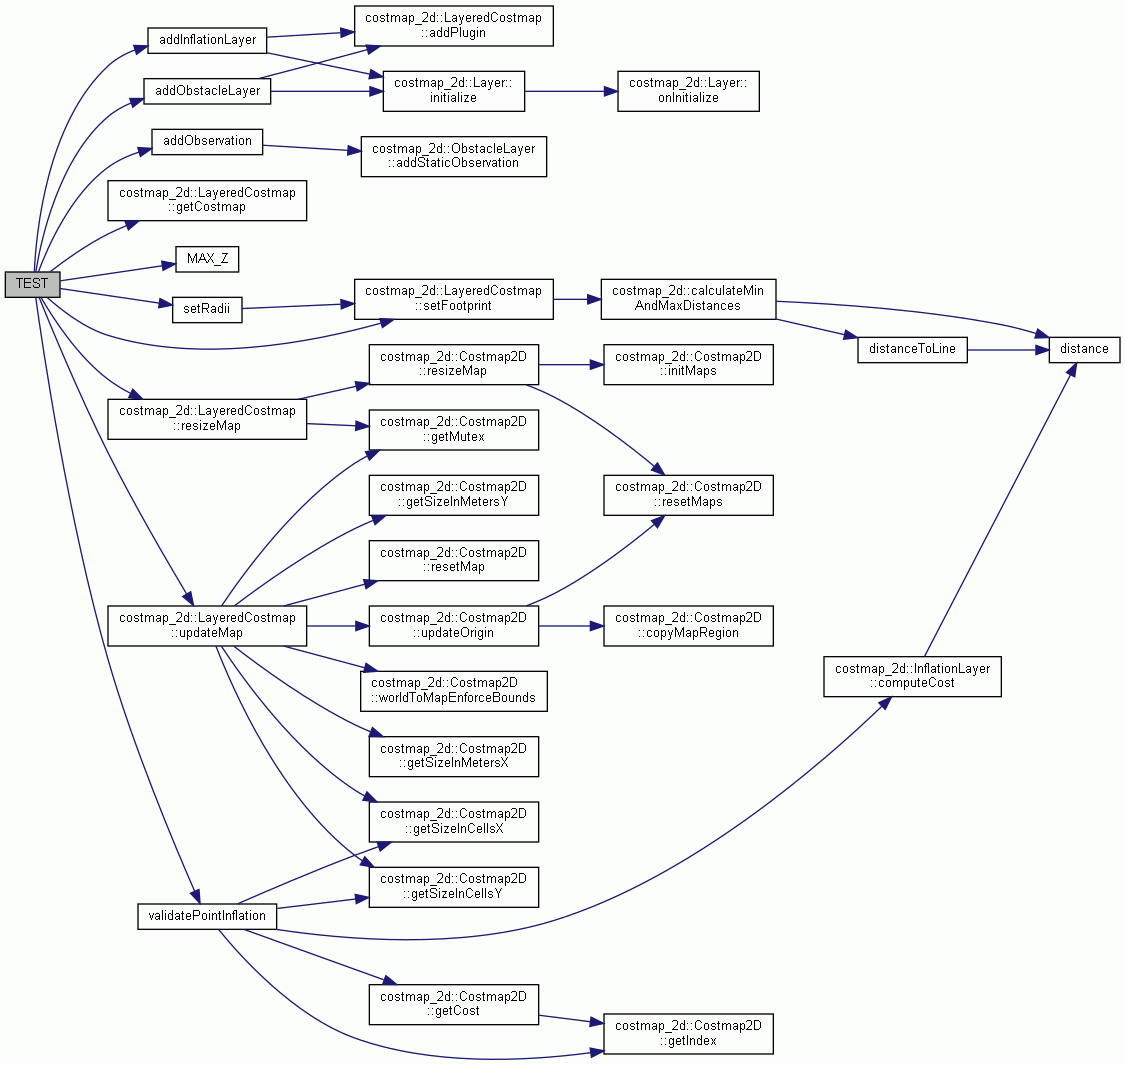 TEST
addInflationLayer
addObstacleLayer
addObservation
costmap_2d::LayeredCostmap
::getCostmap
MAX_Z
setRadii
costmap_2d::LayeredCostmap
::resizeMap
costmap_2d::LayeredCostmap
::updateMap
validatePointInflation
costmap_2d::LayeredCostmap
::addPlugin
costmap_2d::Layer::
initialize
costmap_2d::ObstacleLayer
::addStaticObservation
costmap_2d::LayeredCostmap
::setFootprint
costmap_2d::Costmap2D
::resizeMap
costmap_2d::Costmap2D
::getMutex
costmap_2d::Costmap2D
::getSizeInMetersY
costmap_2d::Costmap2D
::resetMap
costmap_2d::Costmap2D
::updateOrigin
costmap_2d::Costmap2D
::worldToMapEnforceBounds
costmap_2d::Costmap2D
::getSizeInMetersX
costmap_2d::Costmap2D
::getSizeInCellsX
costmap_2d::Costmap2D
::getSizeInCellsY
costmap_2d::Costmap2D
::getCost
costmap_2d::Layer::
onInitialize
costmap_2d::calculateMin
AndMaxDistances
costmap_2d::Costmap2D
::initMaps
costmap_2d::Costmap2D
::resetMaps
costmap_2d::Costmap2D
::copyMapRegion
costmap_2d::Costmap2D
::getIndex
distanceToLine
costmap_2d::InflationLayer
::computeCost
distance